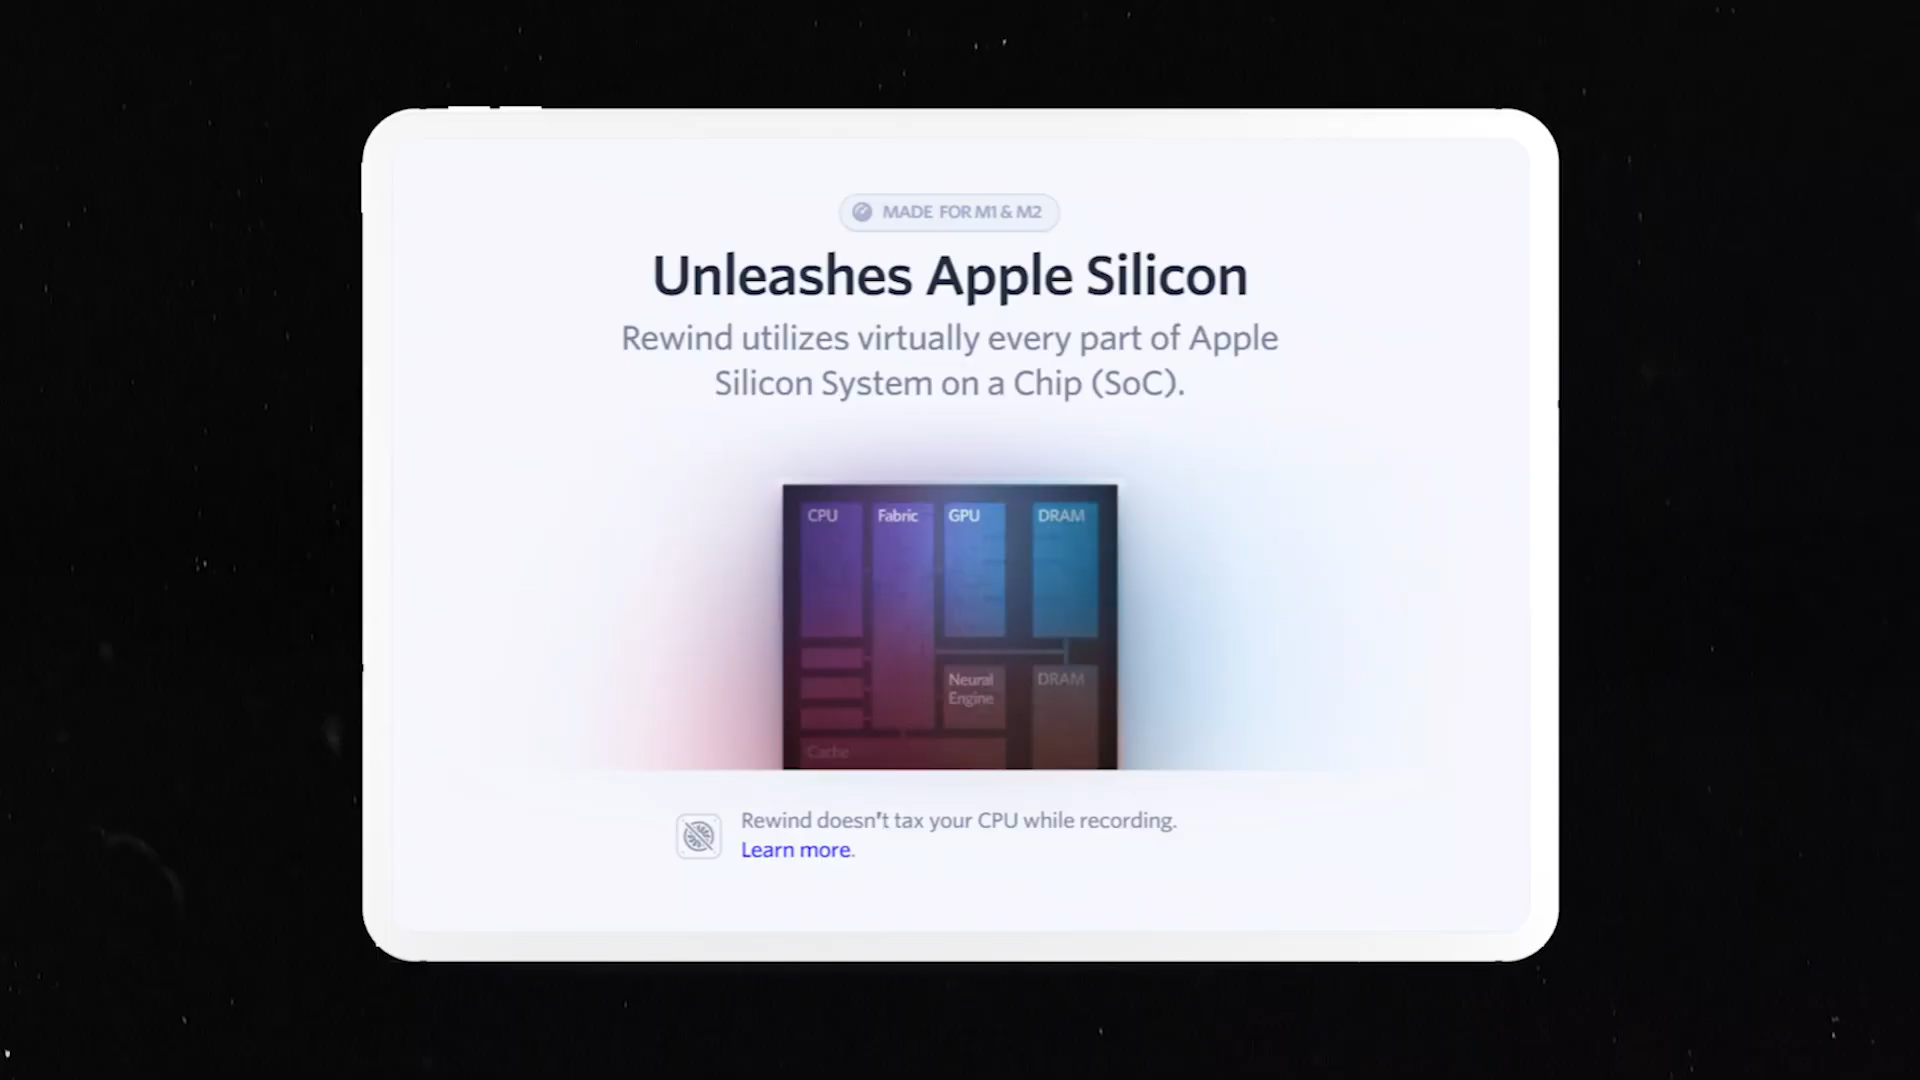 MADE FOR M1 & M2
Unleashes Apple Silicon
Rewind utilizes virtually every part of Apple
Silicon System on a Chip (SoC).
CPU
Fabric
GPU
DRAM
Neural
Engine
DRAM
Cache
Rewind doesn't tax your CPU while recording.
Learn more.